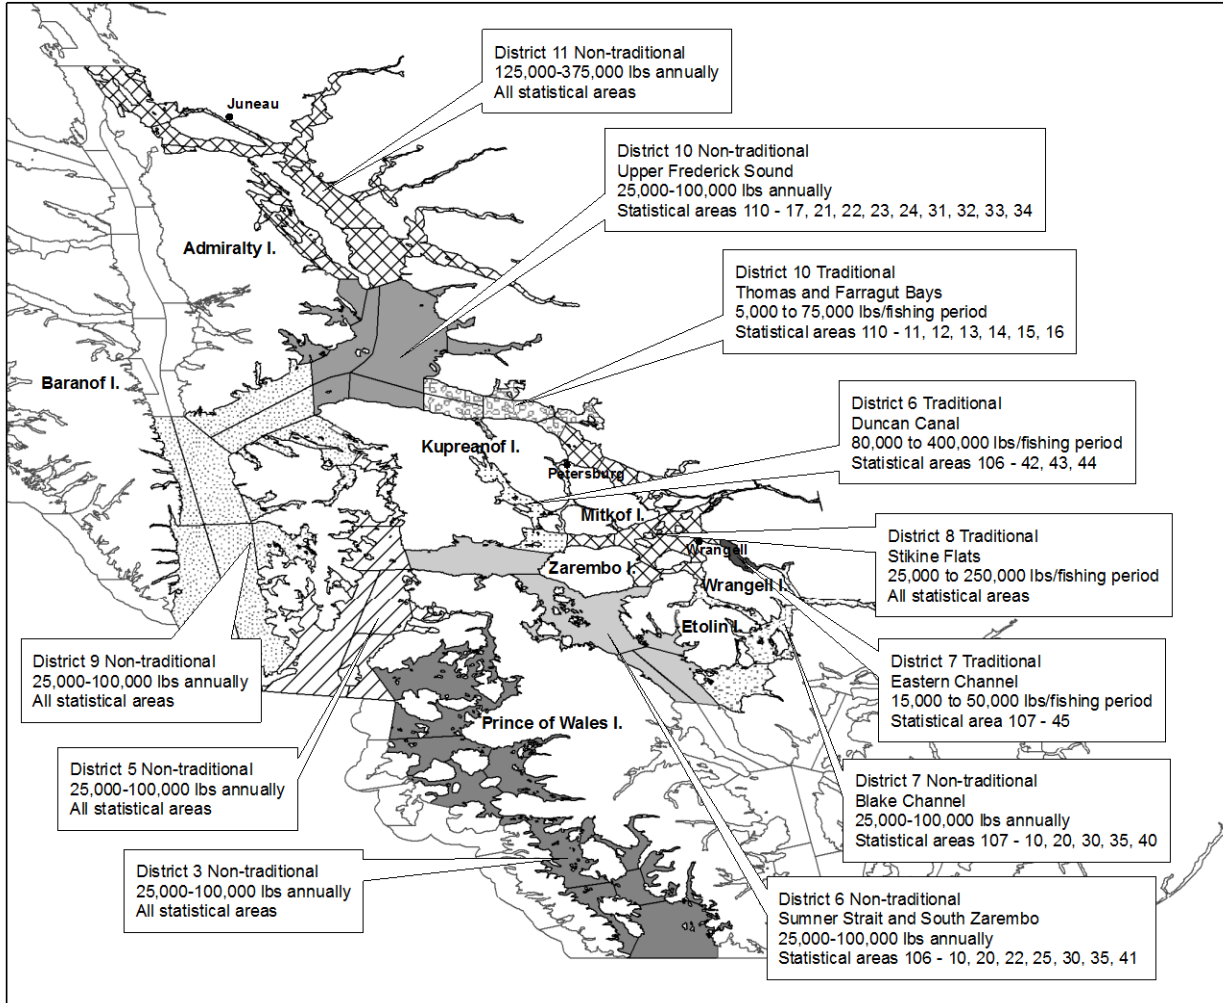 District 11 Non-traditional
125,000-375,000 lbs annually
All statistical areas
Juneau
District 10 Non-traditional
Upper Frederick Sound
25,000-100,000 lbs annually
Statistical areas 110 - 17, 21, 22, 23, 24, 31, 32, 33, 34
Admiralty I.
District 10 Traditional
Thomas and Farragut Bays
5,000 to 75,000 lbs/fishing period
Statistical areas 110 - 11, 12, 13, 14, 15, 16
Baranof I.
District 6 Traditional
Duncan Canal
80,000 to 400,000 lbs/fishing period
Statistical areas 106 - 42, 43, 44
Kupreanof I.
Petersburg
Mitkof I.
District 8 Traditional
Stikine Flats
25,000 to 250,000 lbs/fishing period
All statistical areas
Wrangell
Zarembo I.
Wrangell I.
Etolin I.
District 9 Non-traditional
25,000-100,000 lbs annually
All statistical areas
District 7 Traditional
Eastern Channel
15,000 to 50,000 lbs/fishing period
Statistical area 107 - 45
Prince of Wales I.
District 5 Non-traditional
25,000-100,000 lbs annually
All statistical areas
District 7 Non-traditional
Blake Channel
25,000-100,000 lbs annually
Statistical areas 107 - 10, 20, 30, 35, 40
District 3 Non-traditional
25,000-100,000 lbs annually
All statistical areas
District 6 Non-traditional
Sumner Strait and South Zarembo
25,000-100,000 lbs annually
Statistical areas 106 - 10, 20, 22, 25, 30, 35, 41